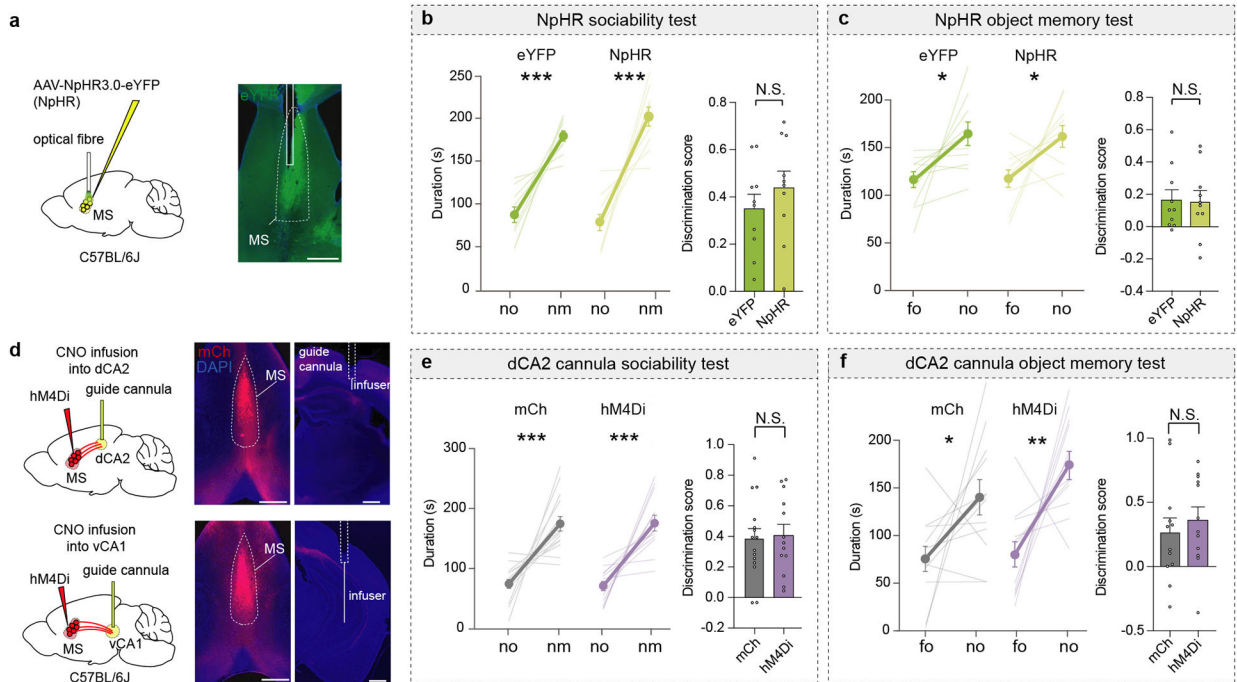 a
AAV-NpHR3.0-eYFP
(NpHR)
optical fibre
MS
C57BL/6J
eYFP
MS
b
NpHR sociability test
eYFP
NpHR
***
***
Duration (s)
250
200
150
100
50
0
no
nm
no
nm
N.S.
Discrimination score
0.8
0.6
0.4
0.2
0.0
eYFP
NpHR
c
NpHR object memory test
eYFP
NpHR
*
*
Duration (s)
200
150
100
50
0
fo
no
fo
no
N.S.
Discrimination score
0.8
0.6
0.4
0.2
0.0
-0.2
-0.4
eYFP
NpHR
d
CNO infusion
into dCA2
hM4Di
guide cannula
dCA2
MS
mCh
DAPI
MS
guide
cannula
infuser
CNO infusion
into vCA1
hM4Di
guide cannula
MS
vCA1
C57BL/6J
MS
infuser
e
dCA2 cannula sociability test
mCh
hM4Di
***
***
Duration (s)
300
200
100
0
no
nm
no
nm
N.S.
Discrimination score
1.0
0.8
0.6
0.4
0.2
0.0
-0.2
mCh
hM4Di
f
dCA2 cannula object memory test
mCh
hM4Di
*
**
Duration (s)
200
150
100
50
0
fo
no
fo
no
N.S.
Discrimination score
1.0
0.5
0.0
-0.5
mCh
hM4Di